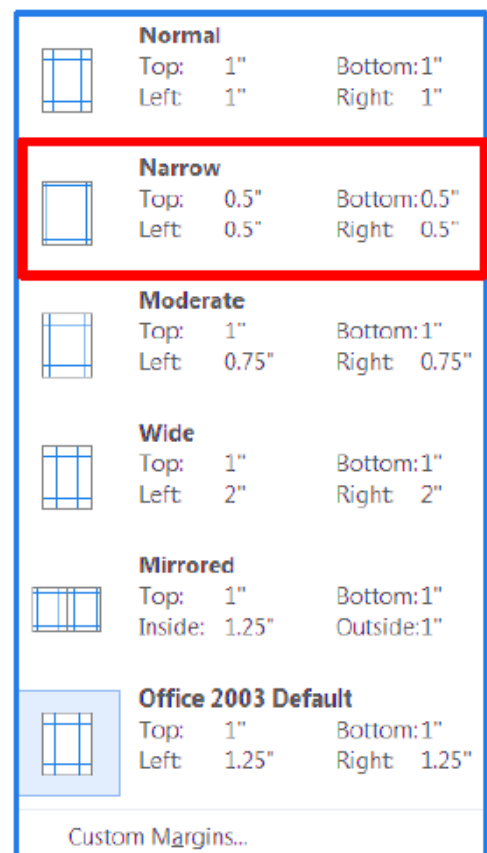 Normal
Top: 1" Bottom: 1"
Left: 1" Right: 1"
Narrow
Top: 0.5" Bottom: 0.5"
Left: 0.5" Right: 0.5"
Moderate
Top: 1" Bottom: 1"
Left: 0.75" Right: 0.75"
Wide
Top: 1" Bottom: 1"
Left: 2" Right: 2"
Mirrored
Top: 1" Bottom: 1"
Inside: 1.25" Outside: 1"
Office 2003 Default
Top: 1" Bottom: 1"
Left: 1.25" Right: 1.25"
Custom Margins...